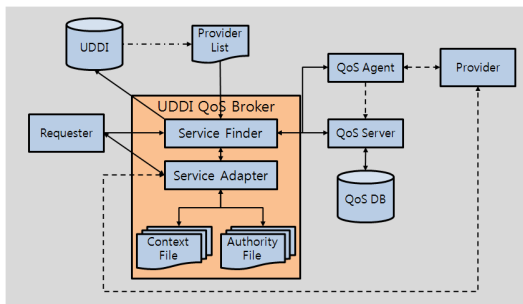 UDDI
Provider
List
QoS Agent
Provider
UDDI QoS Broker
Requester
Service Finder
QoS Server
Service Adapter
QoS DB
Context
File
Authority
File